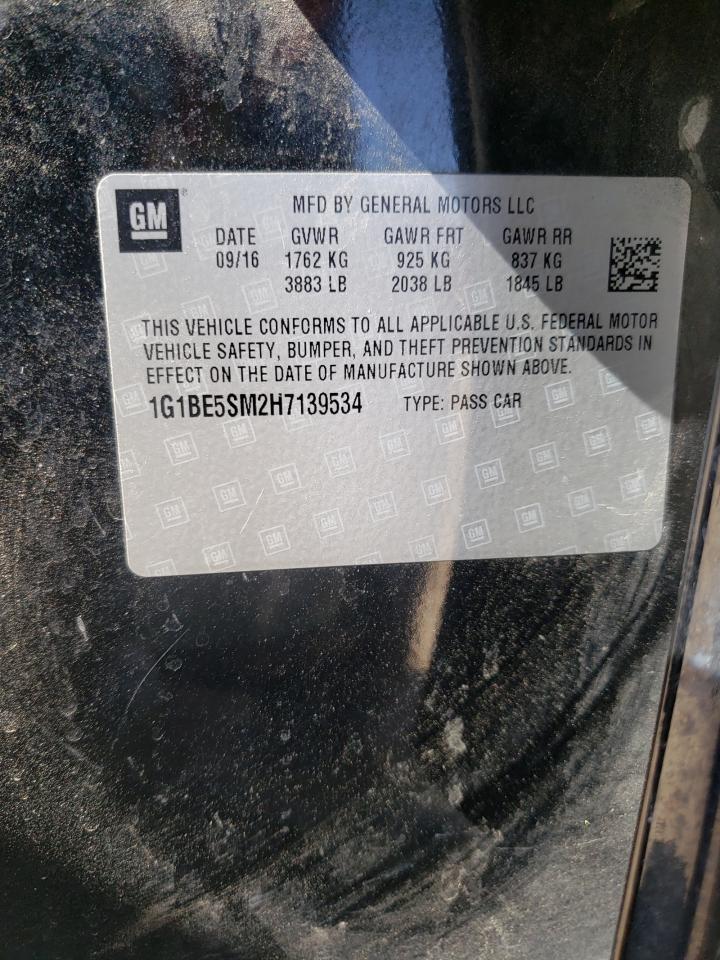 GM
MFD BY GENERAL MOTORS LLC
DATE GVWR GAWR FRT GAWR RR
09/16 1762 KG 925 KG 837 KG
3883 LB 2038 LB 1845 LB
THIS VEHICLE CONFORMS TO ALL APPLICABLE U.S. FEDERAL MOTOR
VEHICLE SAFETY, BUMPER, AND THEFT PREVENTION STANDARDS IN
EFFECT ON THE DATE OF MANUFACTURE SHOWN ABOVE.
1G1BE5SM2H7139534 TYPE: PASS CAR